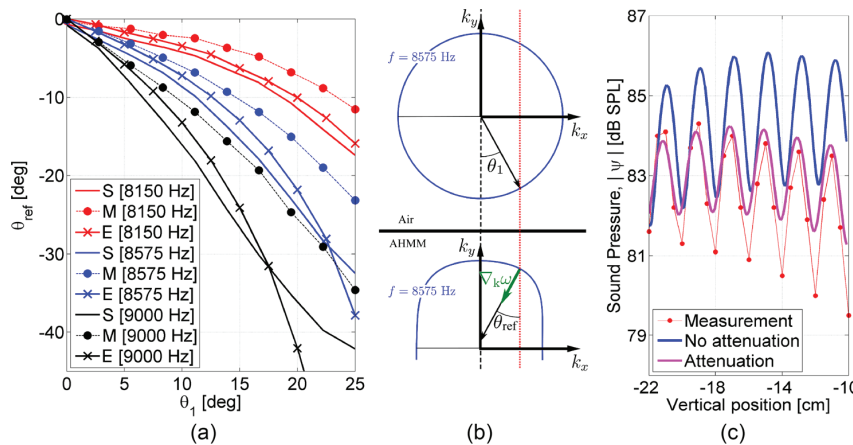 0
-10
-20
-30
-40
θref [deg]
S [8150 Hz]
M [8150 Hz]
E [8150 Hz]
S [8575 Hz]
M [8575 Hz]
E [8575 Hz]
S [9000 Hz]
M [9000 Hz]
E [9000 Hz]
0 5 10 15 20 25
θ1 [deg]
(a)
ky
f = 8575 Hz
kx
θ1
Air
AHMM
ky
f = 8575 Hz
∇kω
θref
kx
(b)
87
85
83
81
79
Sound Pressure, |ψ| [dB SPL]
Measurement
No attenuation
Attenuation
-22 -18 -14 -10
Vertical position [cm]
(c)